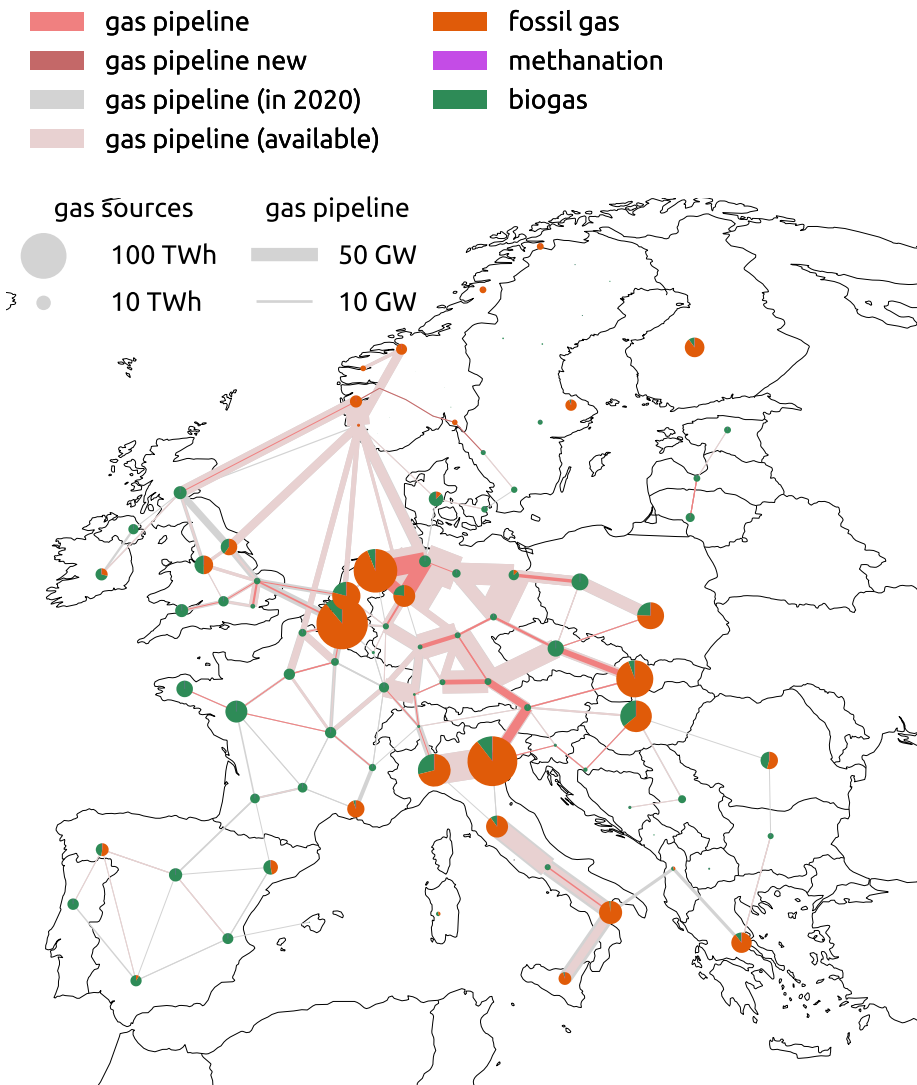 gas pipeline
gas pipeline new
gas pipeline (in 2020)
gas pipeline (available)
fossil gas
methanation
biogas
gas sources
100 TWh
10 TWh
gas pipeline
50 GW
10 GW